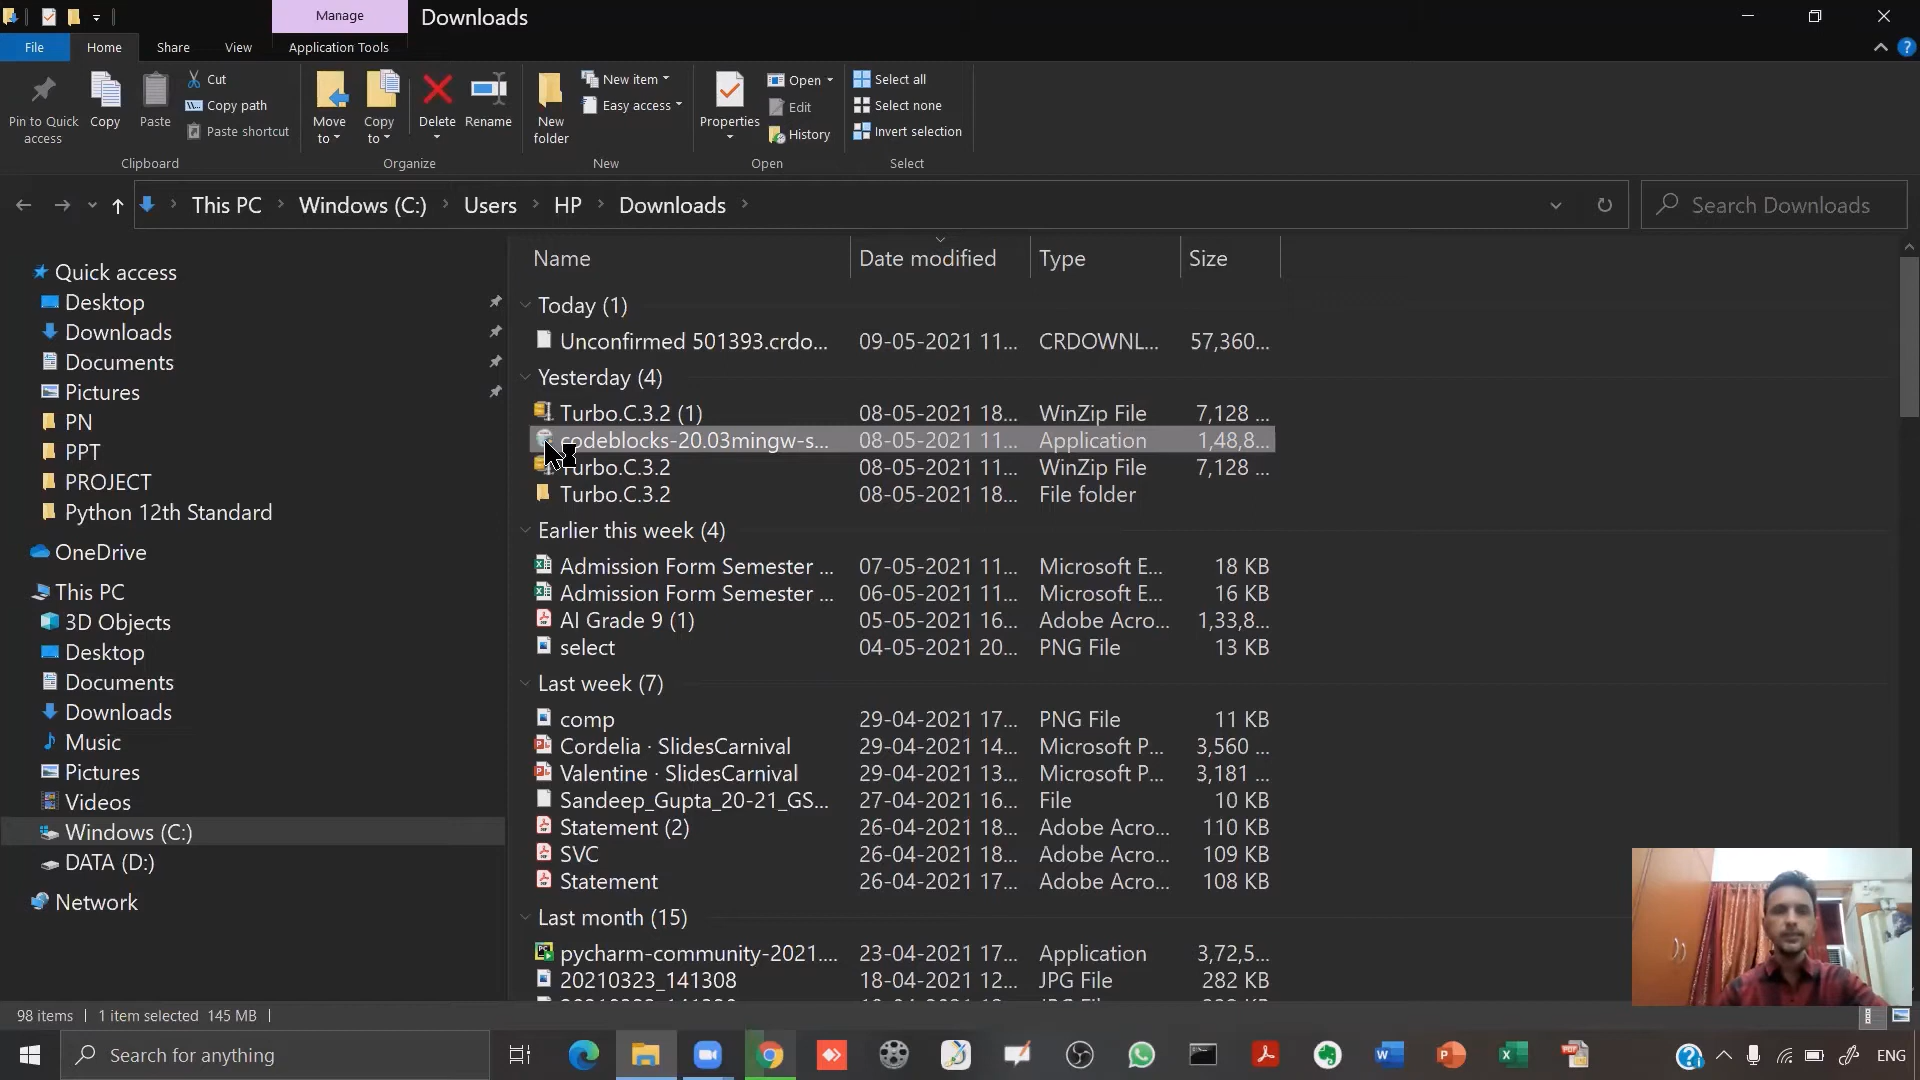 Manage
Downloads
File
Home
Share
View
Application Tools
Pin to Quick access
Copy
Paste
Cut
Copy path
Paste shortcut
Clipboard
Move to
Copy to
Delete
Rename
Organize
New folder
New item
Easy access
New
Properties
Open
Edit
History
Open
Select all
Select none
Invert selection
Select
This PC
Windows (C:)
Users
HP
Downloads
Search Downloads
Quick access
Desktop
Downloads
Documents
Pictures
PN
PPT
PROJECT
Python 12th Standard
OneDrive
This PC
3D Objects
Desktop
Documents
Downloads
Music
Pictures
Videos
Windows (C:)
DATA (D:)
Network
Name Date modified Type Size
Today (1)
Unconfirmed 501393.crdo... 09-05-2021 11... CRDOWNL... 57,360...
Yesterday (4)
Turbo.C.3.2 (1) 08-05-2021 18... WinZip File 7,128 ...
codeblocks-20.03mingw-s... 08-05-2021 11... Application 1,48,8...
Turbo.C.3.2 08-05-2021 18... WinZip File 7,128 ...
Turbo.C.3.2 08-05-2021 18... File folder
Earlier this week (4)
Admission Form Semester ... 07-05-2021 11... Microsoft E... 18 KB
Admission Form Semester ... 06-05-2021 11... Microsoft E... 16 KB
AI Grade 9 (1) 05-05-2021 16... Adobe Acro... 1,33,8...
select 04-05-2021 20... PNG File 13 KB
Last week (7)
comp 29-04-2021 17... PNG File 11 KB
Cordelia · SlidesCarnival 29-04-2021 14... Microsoft P... 3,560 ...
Valentine · SlidesCarnival 29-04-2021 13... Microsoft P... 3,181 ...
Sandeep_Gupta_20-21_GS... 27-04-2021 16... File 10 KB
Statement (2) 26-04-2021 18... Adobe Acro... 110 KB
SVC 26-04-2021 18... Adobe Acro... 109 KB
Statement 26-04-2021 17... Adobe Acro... 108 KB
Last month (15)
pycharm-community-2021.... 23-04-2021 17... Application 3,72,5...
20210323_141308 18-04-2021 12... JPG File 282 KB
98 items 1 item selected 145 MB
Search for anything
ENG